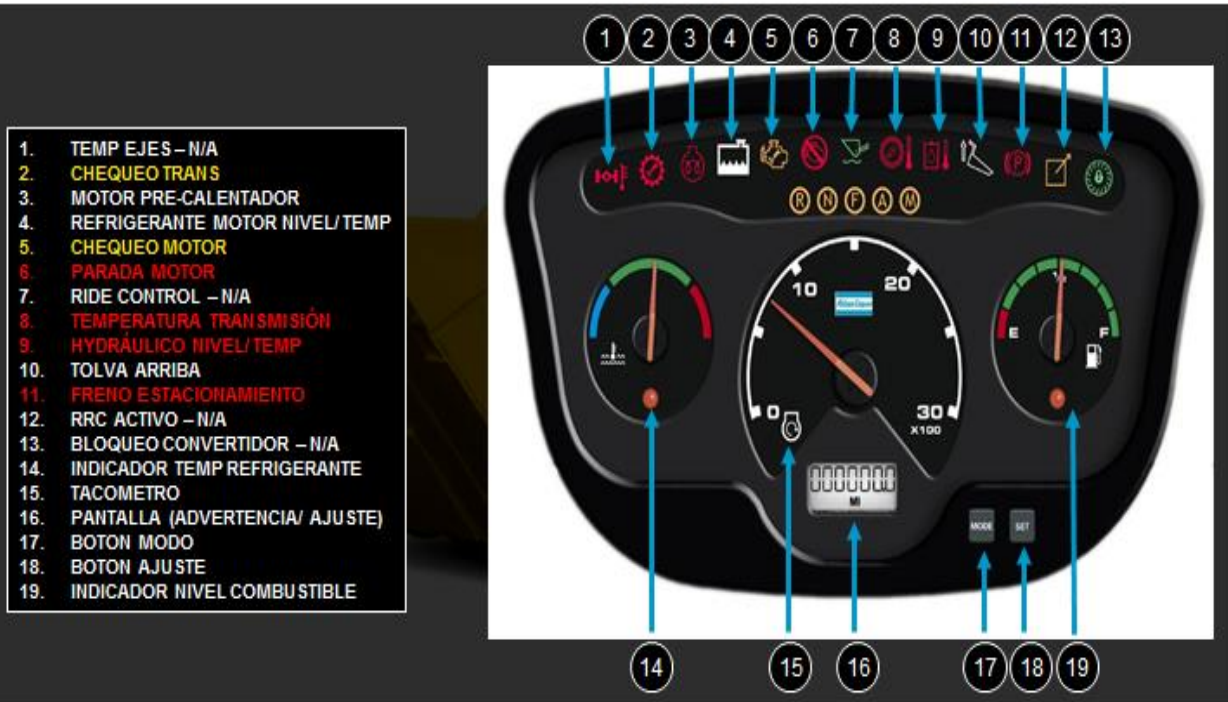 1 2 3 4 5 6 7 8 9 10 11 12 13
1. TEMP EJES – N/A
2. CHEQUEO TRANS
3. MOTOR PRE-CALENTADOR
4. REFRIGERANTE MOTOR NIVEL/ TEMP
5. CHEQUEO MOTOR
6. PARADA MOTOR
7. RIDE CONTROL – N/A
8. TEMPERATURA TRANSMISIÓN
9. HYDRÁULICO NIVEL/ TEMP
10. TOLVA ARRIBA
11. FRENO ESTACIONAMIENTO
12. RRC ACTIVO – N/A
13. BLOQUEO CONVERTIDOR – N/A
14. INDICADOR TEMP REFRIGERANTE
15. TACOMETRO
16. PANTALLA (ADVERTENCIA/ AJUSTE)
17. BOTON MODO
18. BOTON AJUSTE
19. INDICADOR NIVEL COMBUSTIBLE
P
R N F A M
10 20
Atlas Copco
E F
0 30
X100
MI
MODE SET
14 15 16 17 18 19